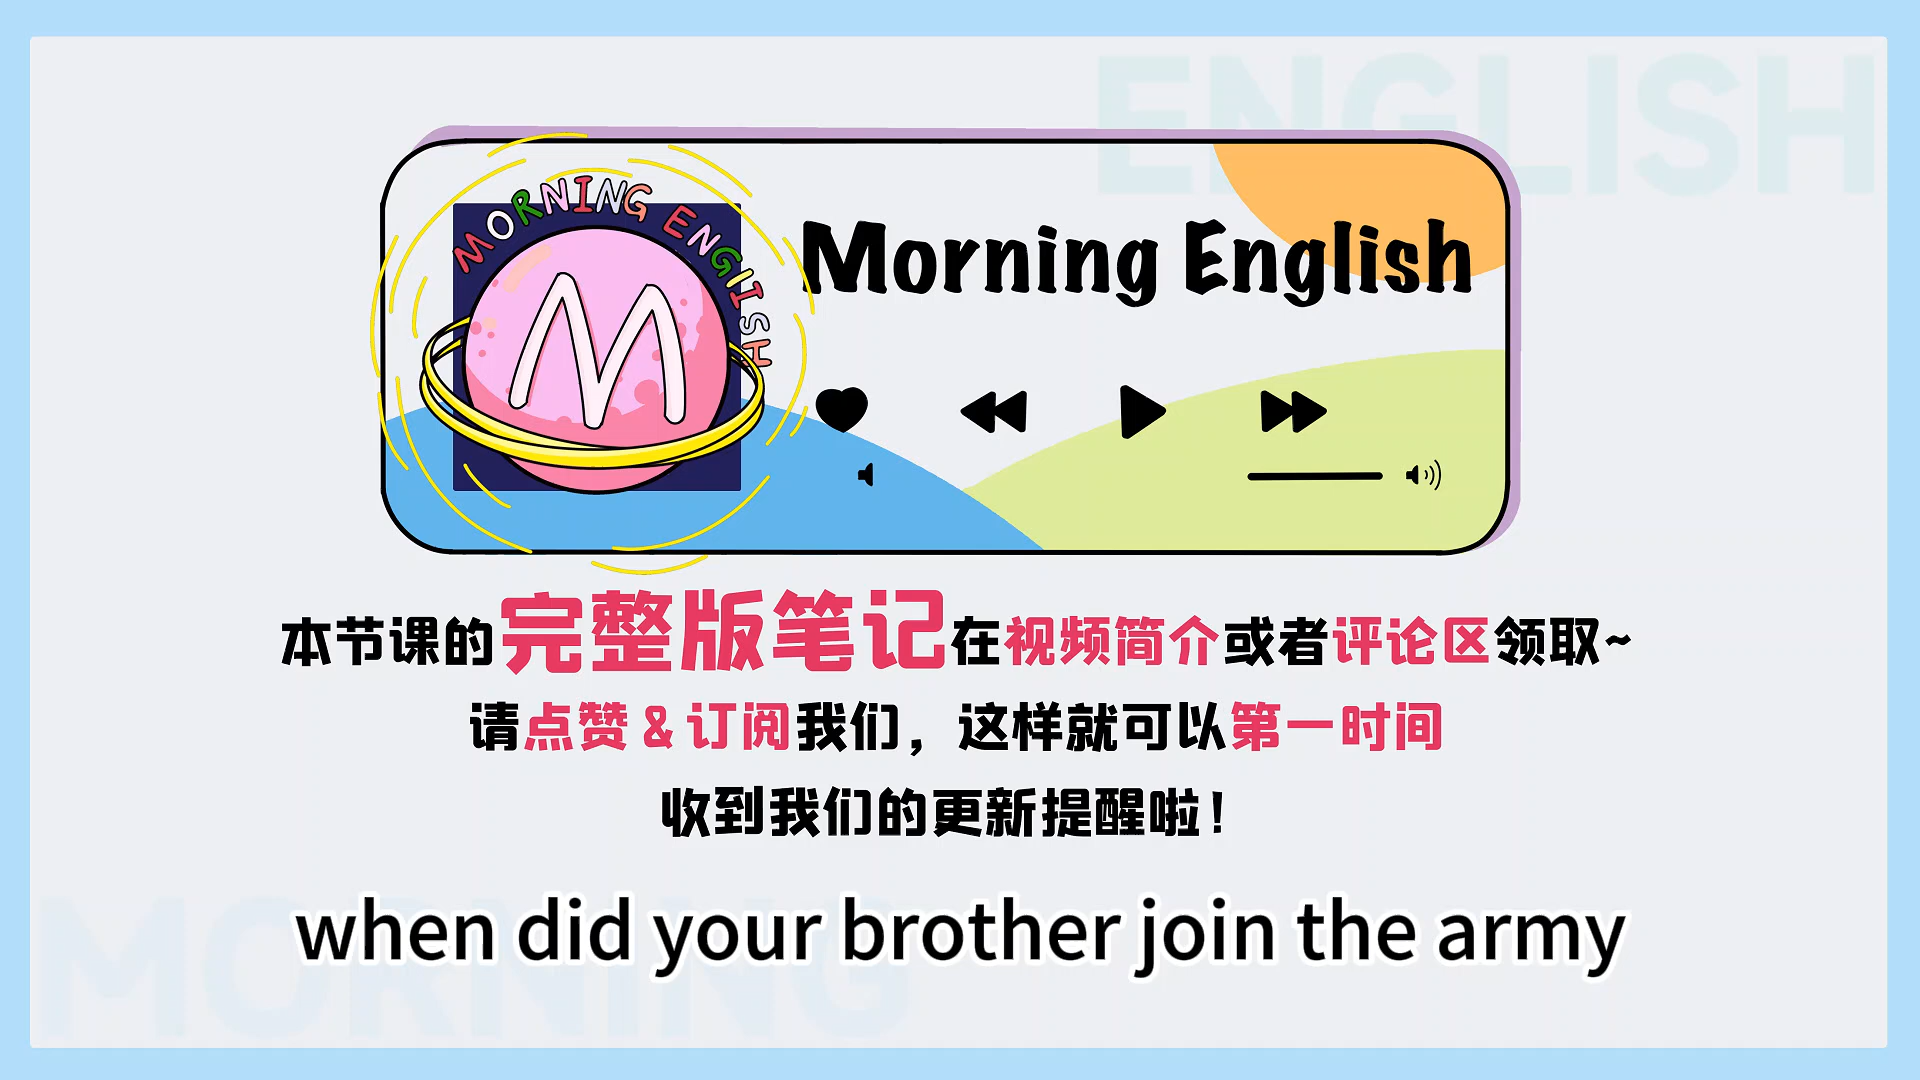 ENGLISH
MORNING ENGLISH
M
Morning English
本节课的完整版笔记在视频简介或者评论区领取~
请点赞&订阅我们，这样就可以第一时间
收到我们的更新提醒啦！
MORNING
when did your brother join the army